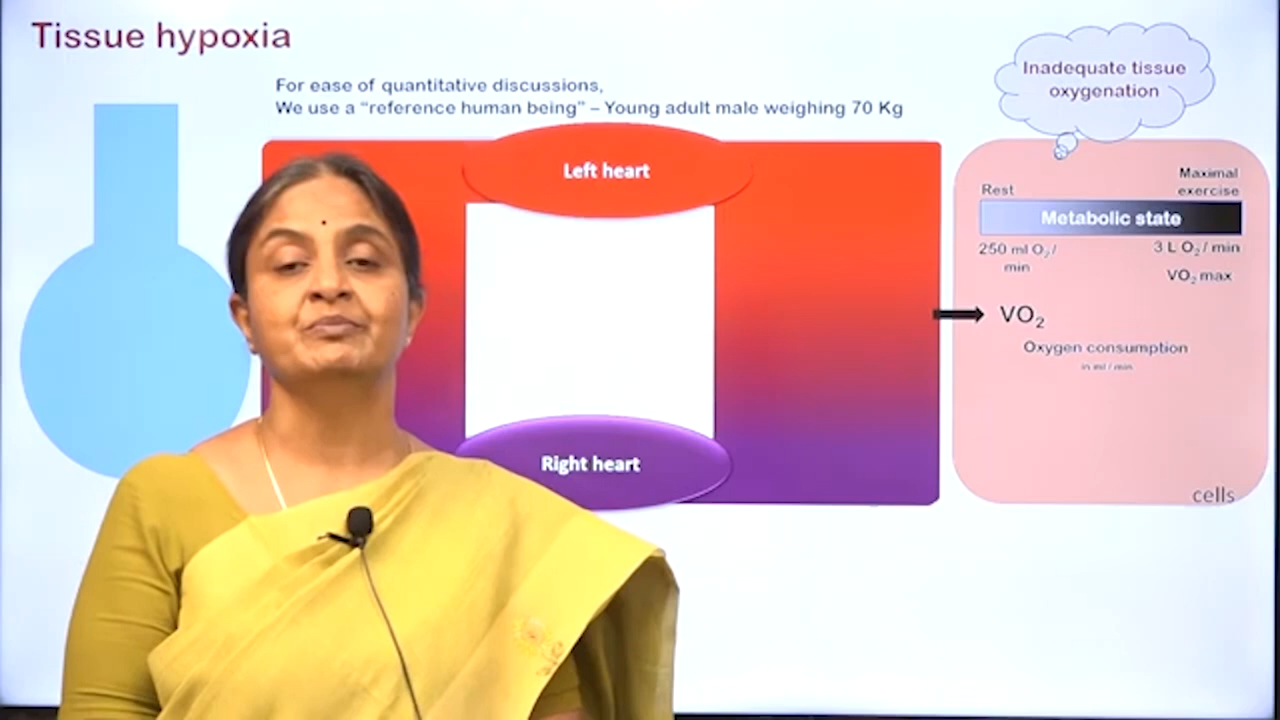 Tissue hypoxia
For ease of quantitative discussions,
We use a “reference human being” – Young adult male weighing 70 Kg
Inadequate tissue
oxygenation
Left heart
Right heart
Maximal
Rest exercise
Metabolic state
250 ml O₂/ 3 L O₂/ min
min
VO₂ max
VO₂
Oxygen consumption
in ml / min
cells